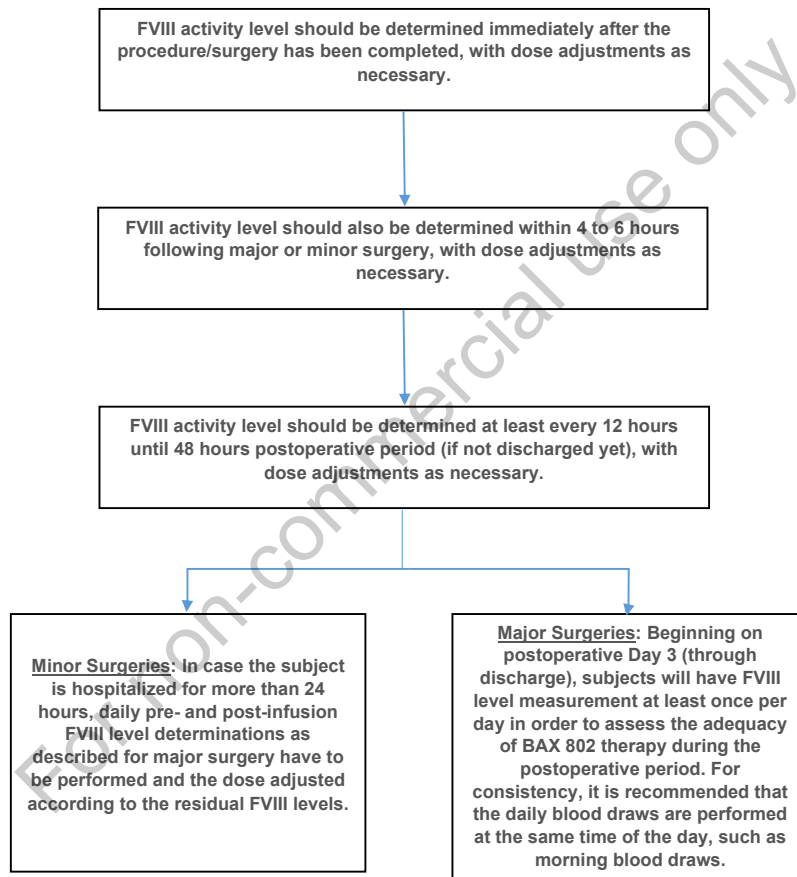 FVIII activity level should be determined immediately after the
procedure/surgery has been completed, with dose adjustments as
necessary.
FVIII activity level should also be determined within 4 to 6 hours
following major or minor surgery, with dose adjustments as
necessary.
FVIII activity level should be determined at least every 12 hours
until 48 hours postoperative period (if not discharged yet), with
dose adjustments as necessary.
Minor Surgeries: In case the subject
is hospitalized for more than 24
hours, daily pre- and post-infusion
FVIII level determinations as
described for major surgery have to
be performed and the dose adjusted
according to the residual FVIII levels.
Major Surgeries: Beginning on
postoperative Day 3 (through
discharge), subjects will have FVIII
level measurement at least once per
day in order to assess the adequacy
of BAX 802 therapy during the
postoperative period. For
consistency, it is recommended that
the daily blood draws are performed
at the same time of the day, such as
morning blood draws.
For non-commercial use only